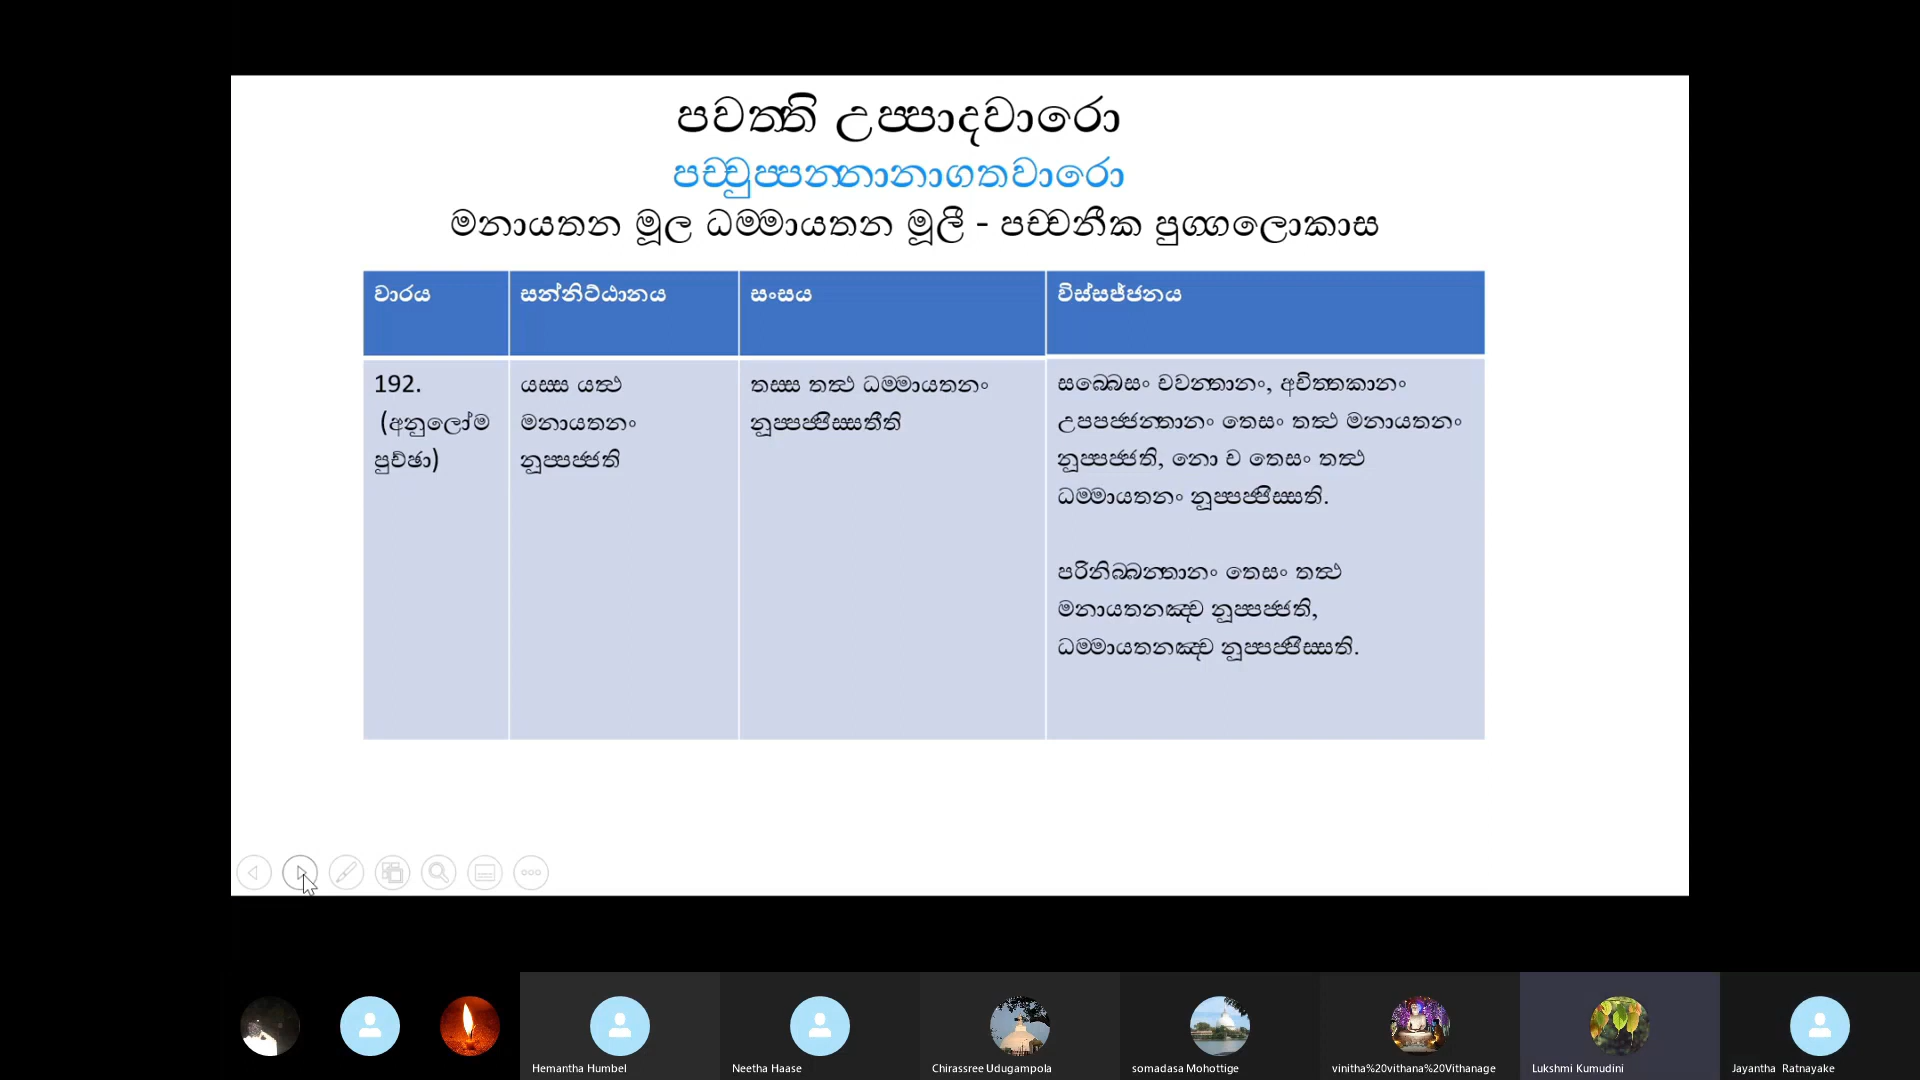 පවත්ති උප්පාදවාරො
පච්චුප්පන්නානාගතවාරො
මනායතන මූල ධම්මායතන මූලී - පච්චනීක පුග්ගලොකාස
වාරය
සන්නිට්ඨානය
සංසය
විස්සජ්ජනය
192.
(අනුලෝම
පුච්ඡා)
යස්ස යත්ථ
මනායතනං
නුප්පජ්ජති
තස්ස තත්ථ ධම්මායතනං
නුප්පජ්ජිස්සතීති
සබ්බෙසං චවන්තානං, අචිත්තකානං
උපපජ්ජන්තානං තෙසං තත්ථ මනායතනං
නුප්පජ්ජති, නො ච තෙසං තත්ථ
ධම්මායතනං නුප්පජ්ජිස්සති.
පරිනිබ්බන්තානං තෙසං තත්ථ
මනායතනඤ්ච නුප්පජ්ජති,
ධම්මායතනඤ්ච නුප්පජ්ජිස්සති.
Hemantha Humbel
Neetha Haase
Chirassree Udugampola
somadasa Mohottige
vinitha%20vithana%20Vithanage
Lukshmi Kumudini
Jayantha Ratnayake